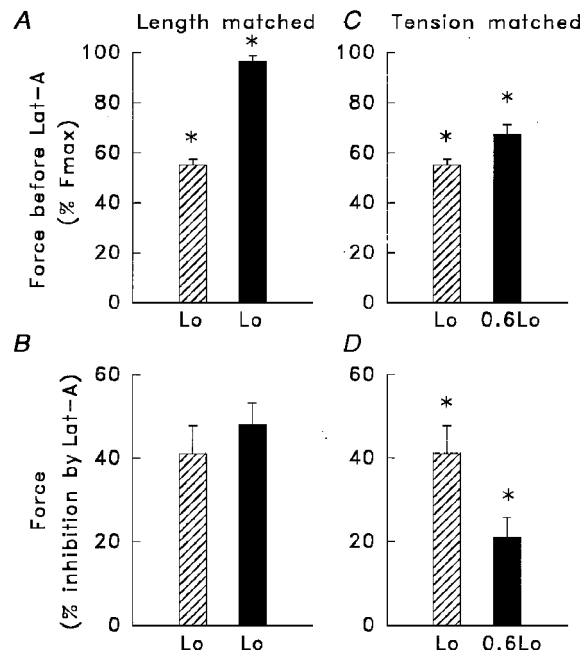 A Length matched
C Tension matched
Force before Lat-A
(% Fmax)
100
80
60
40
20
0
*
*
Lo Lo
100
80
60
40
20
0
*
*
Lo 0.6Lo
B
Force
(% inhibition by Lat-A)
60
40
20
0
Lo Lo
D
60
40
20
0
*
*
Lo 0.6Lo